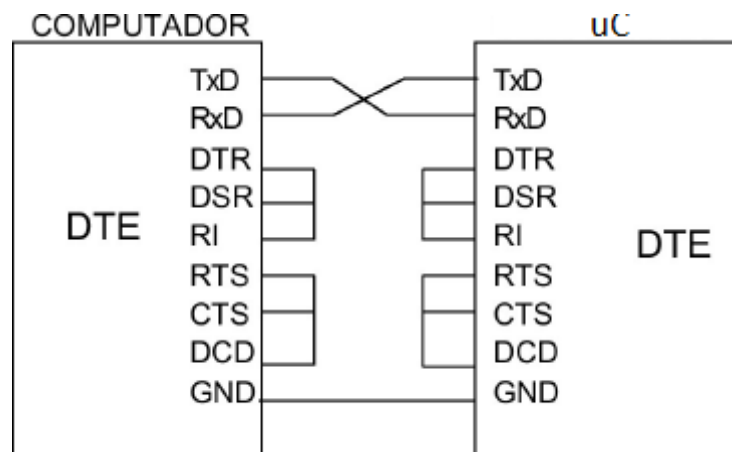 COMPUTADOR uC
TxD TxD
RxD RxD
DTR DTR
DSR DSR
DTE RI RI DTE
RTS RTS
CTS CTS
DCD DCD
GND GND